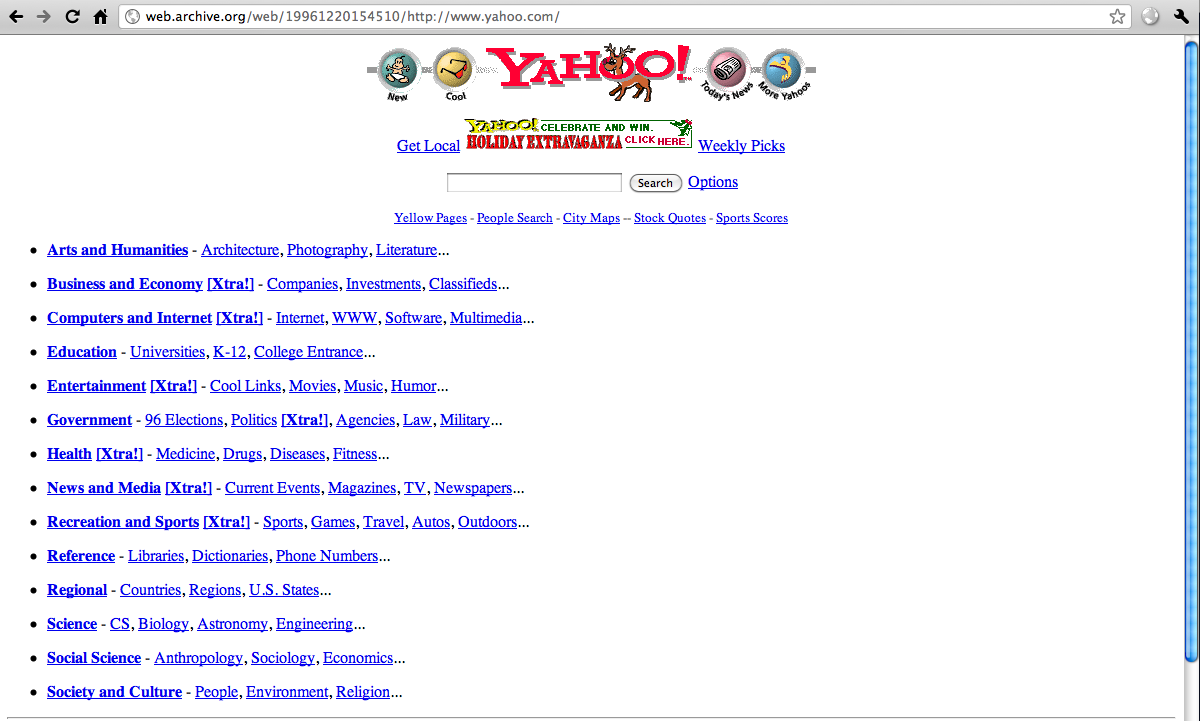 web.archive.org/web/19961220154510/http://www.yahoo.com/
New Cool YAHOO! Today's News More Yahoos
Get Local YAHOO! CELEBRATE AND WIN. Weekly Picks
HOLIDAY EXTRAVAGANZA CLICK HERE.
Search Options
Yellow Pages - People Search - City Maps -- Stock Quotes - Sports Scores
• Arts and Humanities - Architecture, Photography, Literature...
• Business and Economy [Xtra!] - Companies, Investments, Classifieds...
• Computers and Internet [Xtra!] - Internet, WWW, Software, Multimedia...
• Education - Universities, K-12, College Entrance...
• Entertainment [Xtra!] - Cool Links, Movies, Music, Humor...
• Government - 96 Elections, Politics [Xtra!], Agencies, Law, Military...
• Health [Xtra!] - Medicine, Drugs, Diseases, Fitness...
• News and Media [Xtra!] - Current Events, Magazines, TV, Newspapers...
• Recreation and Sports [Xtra!] - Sports, Games, Travel, Autos, Outdoors...
• Reference - Libraries, Dictionaries, Phone Numbers...
• Regional - Countries, Regions, U.S. States...
• Science - CS, Biology, Astronomy, Engineering...
• Social Science - Anthropology, Sociology, Economics...
• Society and Culture - People, Environment, Religion...